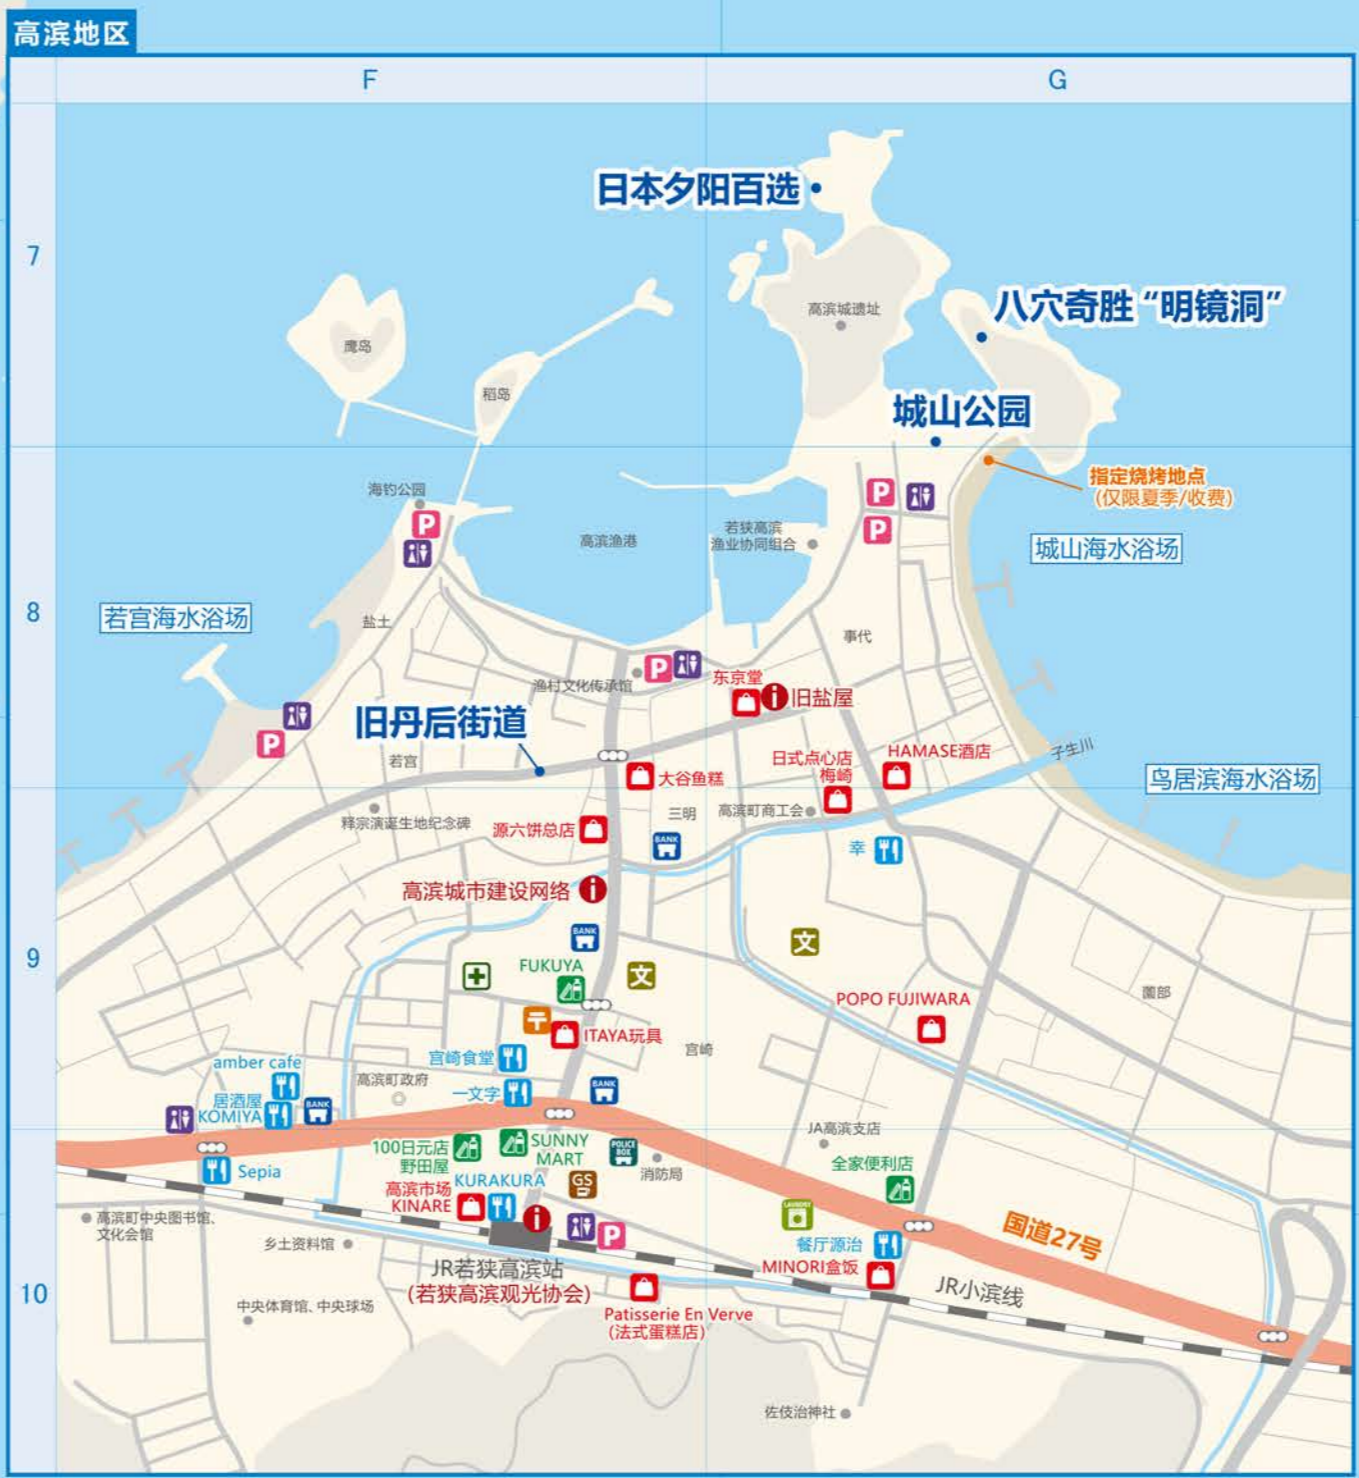 高滨地区
F
G
日本夕阳百选
7
八穴奇胜“明镜洞”
高滨城遗址
鹰岛
稻岛
城山公园
指定烧烤地点
(仅限夏季/收费)
海钓公园
P
P
P
高滨渔港
若狭高滨
渔业协同组合
城山海水浴场
8
若宫海水浴场
盐土
事代
渔村文化传承馆
P
东京堂
i
旧盐屋
旧丹后街道
P
若宫
大谷鱼糕
日式点心店
梅崎
HAMASE酒店
子生川
鸟居滨海水浴场
释宗演诞生地纪念碑
三明
高滨町商工会
源六饼总店
BANK
幸
高滨城市建设网络
i
BANK
文
9
FUKUYA
文
〒
ITAYA玩具
POPO FUJIWARA
薗部
宫崎
宫崎食堂
amber cafe
高滨町政府
一文字
BANK
居酒屋
KOMIYA
BANK
JA高滨支店
100日元店
野田屋
SUNNY
MART
POLICE
BOX
消防局
全家便利店
Sepia
高滨市场
KINARE
KURAKURA
GS
LAUNDRY
高滨町中央图书馆、
文化会馆
i
P
国道27号
乡土资料馆
餐厅源治
JR若狭高滨站
(若狭高滨观光协会)
MINORI盒饭
JR小滨线
10
中央体育馆、中央球场
Patisserie En Verve
(法式蛋糕店)
佐伎治神社